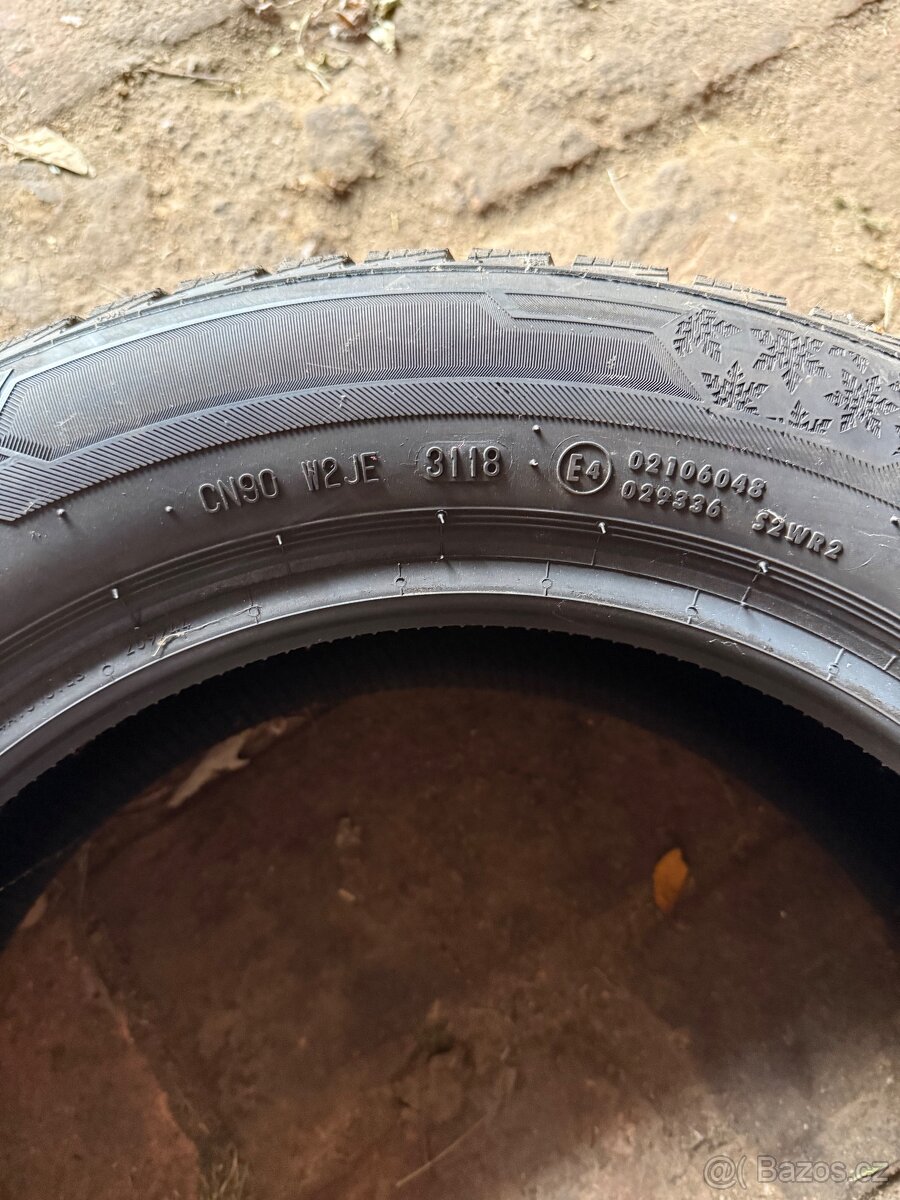 CN90 W2JE 3118 E4 02106048
029336 S2WR2
@( Bazos.cz